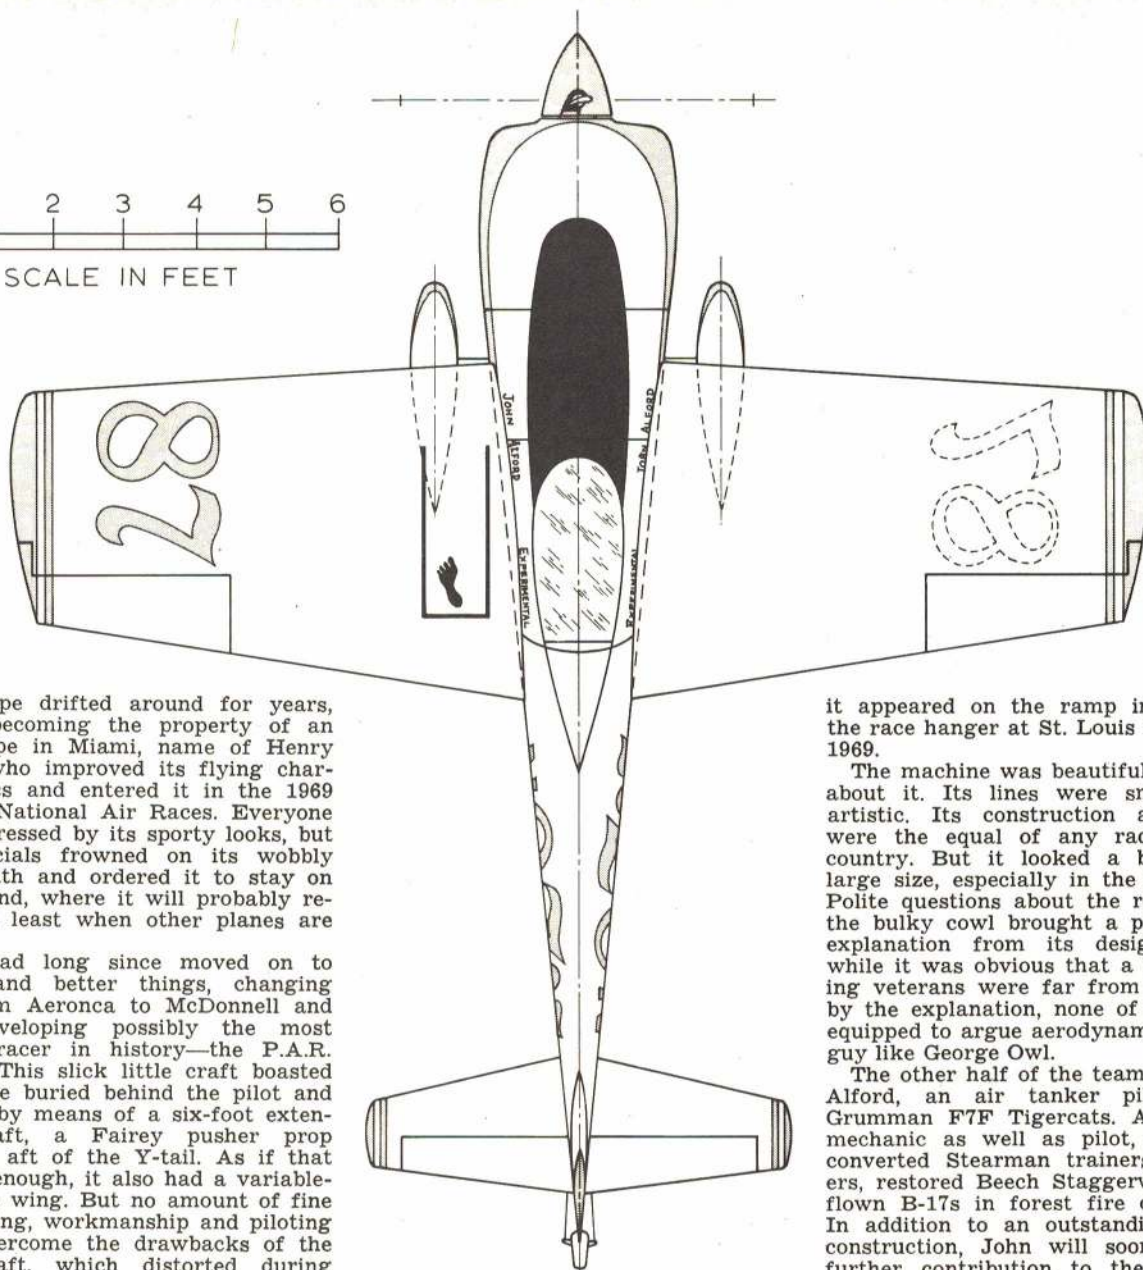 2 3 4 5 6
SCALE IN FEET
87
87
JOHN ALFORD
JOHN ALFORD
EXPERIMENTAL
EXPERIMENTAL
pe drifted around for years,
ecoming the property of an
pe in Miami, name of Henry
who improved its flying char-
s and entered it in the 1969
National Air Races. Everyone
ressed by its sporty looks, but
cials frowned on its wobbly
th and ordered it to stay on
nd, where it will probably re-
least when other planes are
ad long since moved on to
and better things, changing
m Aeronca to McDonnell and
veloping possibly the most
racer in history—the P.A.R.
This slick little craft boasted
e buried behind the pilot and
by means of a six-foot exten-
aft, a Fairey pusher prop
aft of the Y-tail. As if that
enough, it also had a variable-
wing. But no amount of fine
ng, workmanship and piloting
ercome the drawbacks of the
aft, which distorted during
it appeared on the ramp in
the race hanger at St. Louis
1969.
The machine was beautiful
about it. Its lines were sm
artistic. Its construction a
were the equal of any rac
country. But it looked a b
large size, especially in the
Polite questions about the r
the bulky cowl brought a p
explanation from its desig
while it was obvious that a
ing veterans were far from
by the explanation, none of
equipped to argue aerodynam
guy like George Owl.
The other half of the team
Alford, an air tanker pi
Grumman F7F Tigercats. A
mechanic as well as pilot,
converted Stearman trainers
ers, restored Beech Staggerw
flown B-17s in forest fire c
In addition to an outstandi
construction, John will soon
further contribution to the